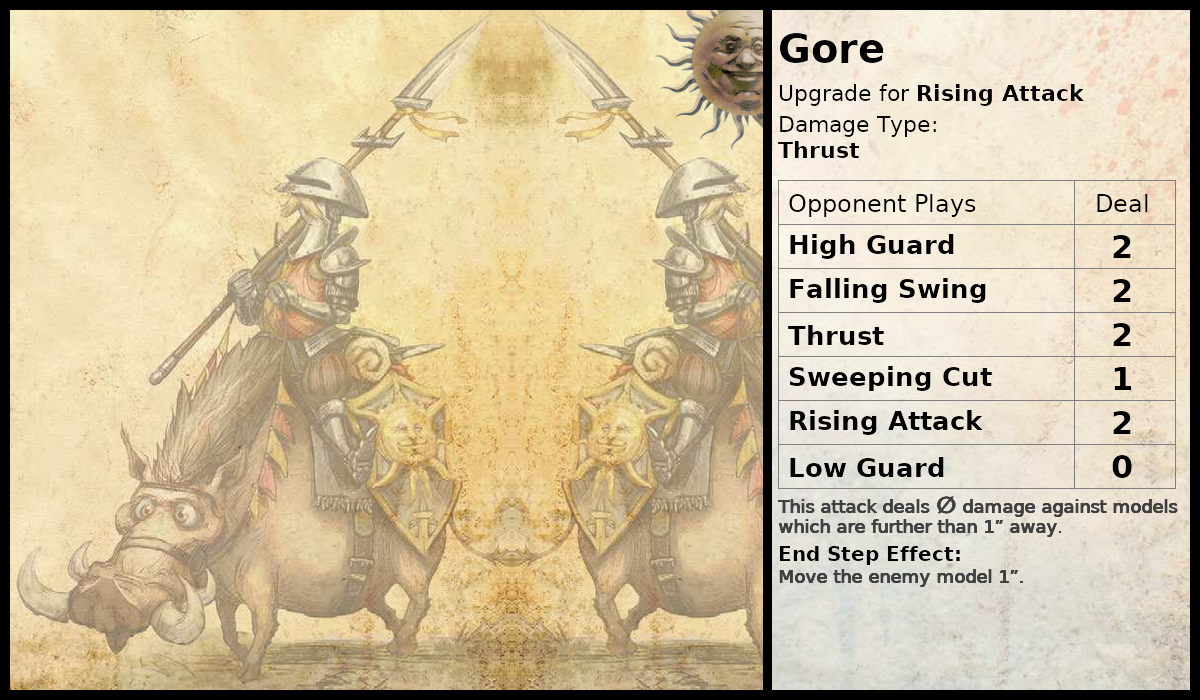 Gore
Upgrade for Rising Attack
Damage Type:
Thrust
Opponent Plays Deal
High Guard 2
Falling Swing 2
Thrust 2
Sweeping Cut 1
Rising Attack 2
Low Guard 0
This attack deals Ø damage against models
which are further than 1” away.
End Step Effect:
Move the enemy model 1”.